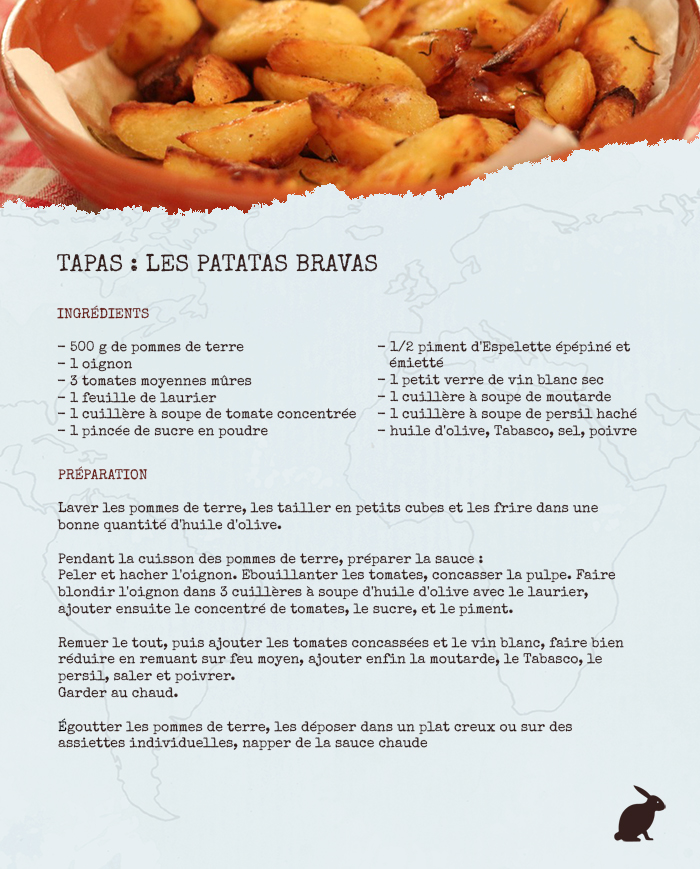 TAPAS : LES PATATAS BRAVAS
INGRÉDIENTS
- 500 g de pommes de terre
- 1 oignon
- 3 tomates moyennes mûres
- 1 feuille de laurier
- 1 cuillère à soupe de tomate concentrée
- 1 pincée de sucre en poudre
- 1/2 piment d'Espelette épépiné et
émietté
- 1 petit verre de vin blanc sec
- 1 cuillère à soupe de moutarde
- 1 cuillère à soupe de persil haché
- huile d'olive, Tabasco, sel, poivre
PRÉPARATION
Laver les pommes de terre, les tailler en petits cubes et les frire dans une
bonne quantité d'huile d'olive.
Pendant la cuisson des pommes de terre, préparer la sauce :
Peler et hacher l'oignon. Ebouillanter les tomates, concasser la pulpe. Faire
blondir l'oignon dans 3 cuillères à soupe d'huile d'olive avec le laurier,
ajouter ensuite le concentré de tomates, le sucre, et le piment.
Remuer le tout, puis ajouter les tomates concassées et le vin blanc, faire bien
réduire en remuant sur feu moyen, ajouter enfin la moutarde, le Tabasco, le
persil, saler et poivrer.
Garder au chaud.
Égoutter les pommes de terre, les déposer dans un plat creux ou sur des
assiettes individuelles, napper de la sauce chaude